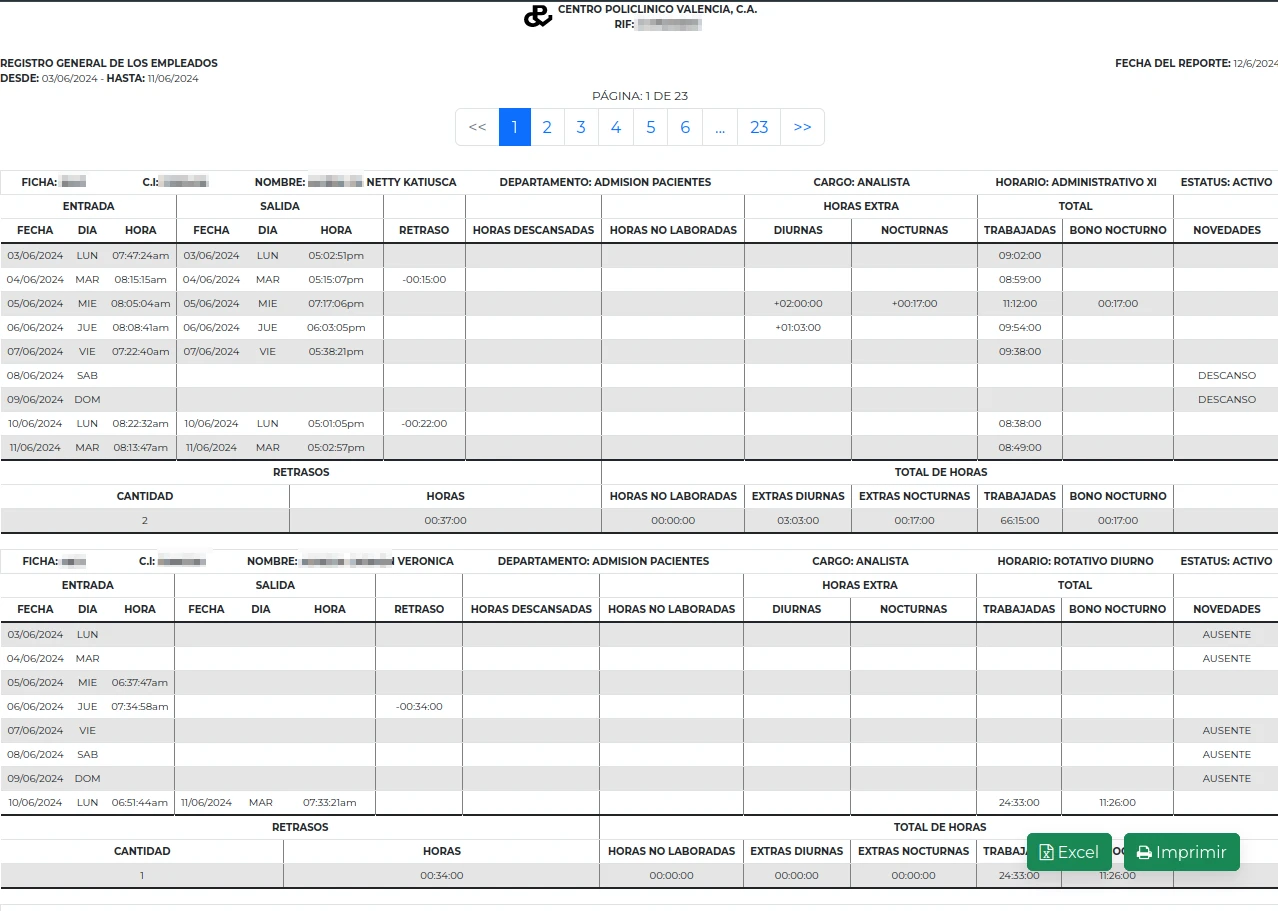 CENTRO POLICLINICO VALENCIA, C.A.
RIF:
REGISTRO GENERAL DE LOS EMPLEADOS
FECHA DEL REPORTE: 12/6/2024
DESDE: 03/06/2024 - HASTA: 11/06/2024
PÁGINA: 1 DE 23
<< 1 2 3 4 5 6 ... 23 >>
FICHA: C.I: NOMBRE: NETTY KATIUSCA DEPARTAMENTO: ADMISION PACIENTES CARGO: ANALISTA HORARIO: ADMINISTRATIVO XI ESTATUS: ACTIVO
ENTRADA SALIDA HORAS EXTRA TOTAL
FECHA DIA HORA FECHA DIA HORA RETRASO HORAS DESCANSADAS HORAS NO LABORADAS DIURNAS NOCTURNAS TRABAJADAS BONO NOCTURNO NOVEDADES
03/06/2024 LUN 07:47:24am 03/06/2024 LUN 05:02:51pm 09:02:00
04/06/2024 MAR 08:15:15am 04/06/2024 MAR 05:15:07pm -00:15:00 08:59:00
05/06/2024 MIE 08:05:04am 05/06/2024 MIE 07:17:06pm +02:00:00 +00:17:00 11:12:00 00:17:00
06/06/2024 JUE 08:08:41am 06/06/2024 JUE 06:03:05pm +01:03:00 09:54:00
07/06/2024 VIE 07:22:40am 07/06/2024 VIE 05:38:21pm 09:38:00
08/06/2024 SAB DESCANSO
09/06/2024 DOM DESCANSO
10/06/2024 LUN 08:22:32am 10/06/2024 LUN 05:01:05pm -00:22:00 08:38:00
11/06/2024 MAR 08:13:47am 11/06/2024 MAR 05:02:57pm 08:49:00
RETRASOS TOTAL DE HORAS
CANTIDAD HORAS HORAS NO LABORADAS EXTRAS DIURNAS EXTRAS NOCTURNAS TRABAJADAS BONO NOCTURNO
2 00:37:00 00:00:00 03:03:00 00:17:00 66:15:00 00:17:00
FICHA: C.I: NOMBRE: VERONICA DEPARTAMENTO: ADMISION PACIENTES CARGO: ANALISTA HORARIO: ROTATIVO DIURNO ESTATUS: ACTIVO
ENTRADA SALIDA HORAS EXTRA TOTAL
FECHA DIA HORA FECHA DIA HORA RETRASO HORAS DESCANSADAS HORAS NO LABORADAS DIURNAS NOCTURNAS TRABAJADAS BONO NOCTURNO NOVEDADES
03/06/2024 LUN AUSENTE
04/06/2024 MAR AUSENTE
05/06/2024 MIE 06:37:47am
06/06/2024 JUE 07:34:58am -00:34:00
07/06/2024 VIE AUSENTE
08/06/2024 SAB AUSENTE
09/06/2024 DOM AUSENTE
10/06/2024 LUN 06:51:44am 11/06/2024 MAR 07:33:21am 24:33:00 11:26:00
RETRASOS TOTAL DE HORAS
CANTIDAD HORAS HORAS NO LABORADAS EXTRAS DIURNAS EXTRAS NOCTURNAS
Excel Imprimir
1 00:34:00 00:00:00 00:00:00 00:00:00 24:33:00 11:26:00